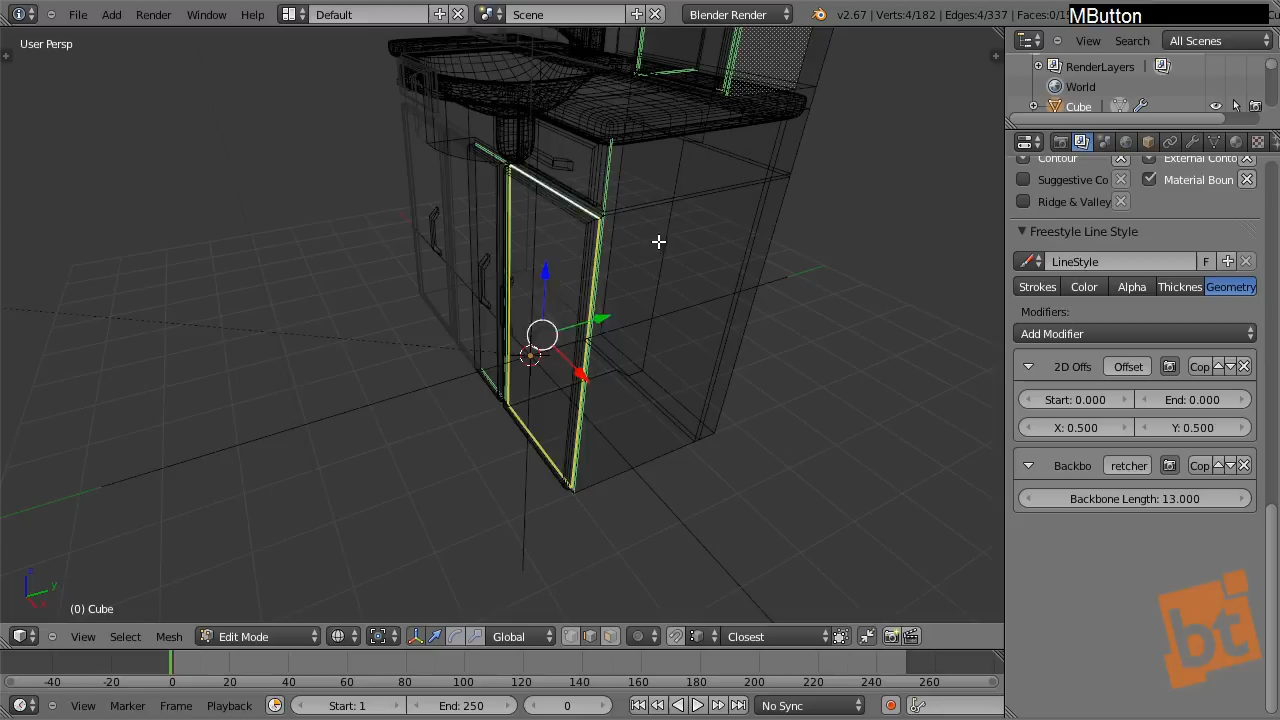 File Add Render Window Help Default Scene Blender Render v2.67 | Verts:4/182 | Edges:4/337 | Faces:0/15
MButton
User Persp
View Search All Scenes
RenderLayers
World
Cube
Contour External Conto
Suggestive Co Material Boun
Ridge & Valley
Freestyle Line Style
LineStyle F
Strokes Color Alpha Thicknes Geometry
Modifiers:
Add Modifier
2D Offs Offset Cop
Start: 0.000 End: 0.000
X: 0.500 Y: 0.500
Backbo retcher Cop
Backbone Length: 13.000
z y x
(0) Cube
bt
View Select Mesh Edit Mode Global Closest
-40 -20 0 20 40 60 80 100 120 140 160 180 200 220 240 260
View Marker Frame Playback Start: 1 End: 250 0 No Sync